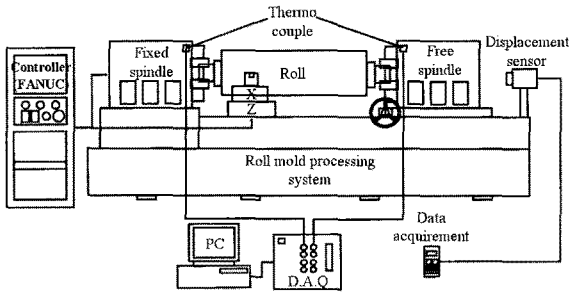 Thermo
couple
Fixed
spindle
Roll
Free
spindle
Displacement
sensor
Controller
FANUC
X
Z
Roll mold processing
system
PC
D.A.Q
Data
acquirement